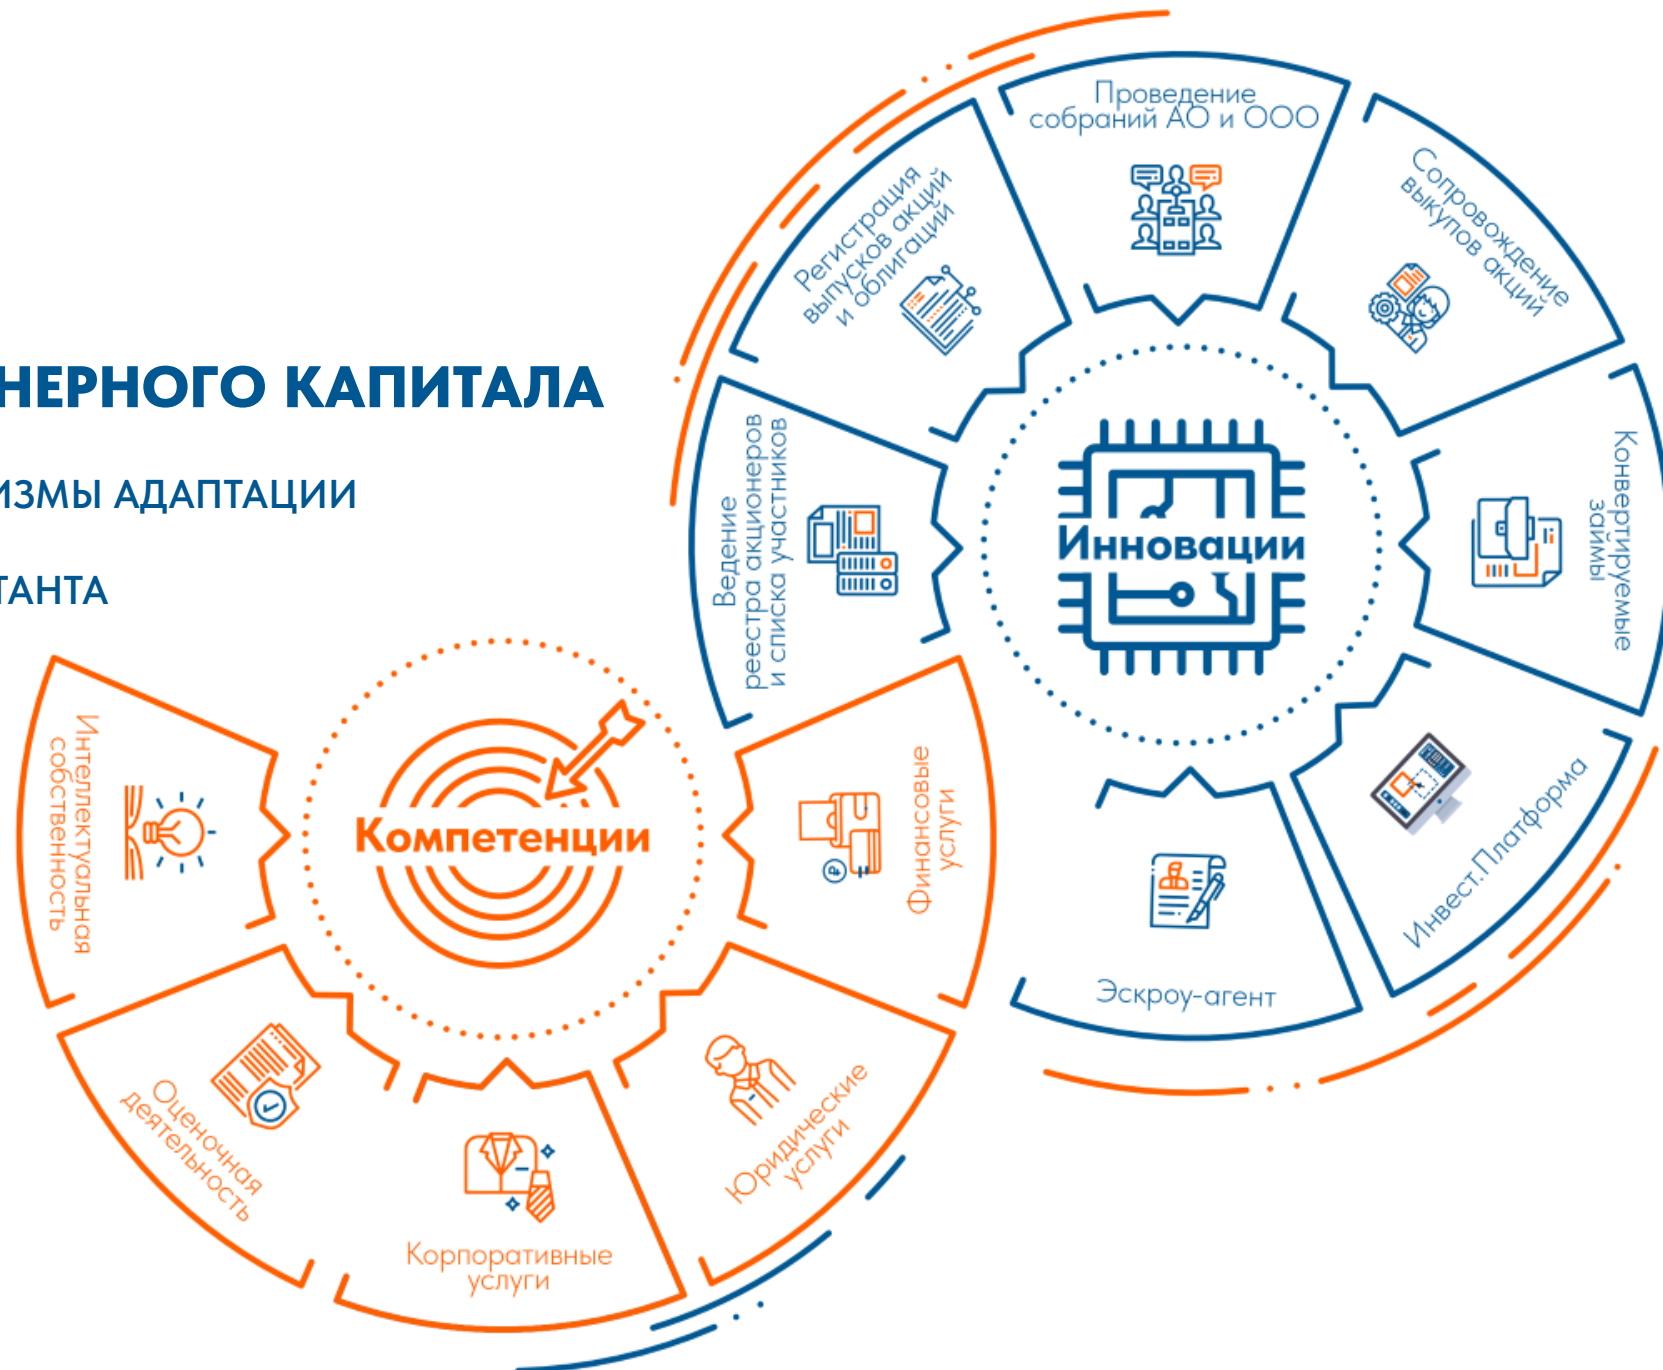 НЕРНОГО КАПИТАЛА
ИЗМЫ АДАПТАЦИИ
ТАНТА
Проведение
собраний АО и ООО
Регистрация
выпусков акций
и облигаций
Сопровождение
выкупов акций
Ведение
реестра акционеров
и списка участников
Конвертируемые
займы
Инновации
Инвест.Платформа
Эскроу-агент
Интеллектуальная
собственность
Компетенции
Финансовые
услуги
Оценочная
деятельность
Корпоративные
услуги
Юридические
услуги